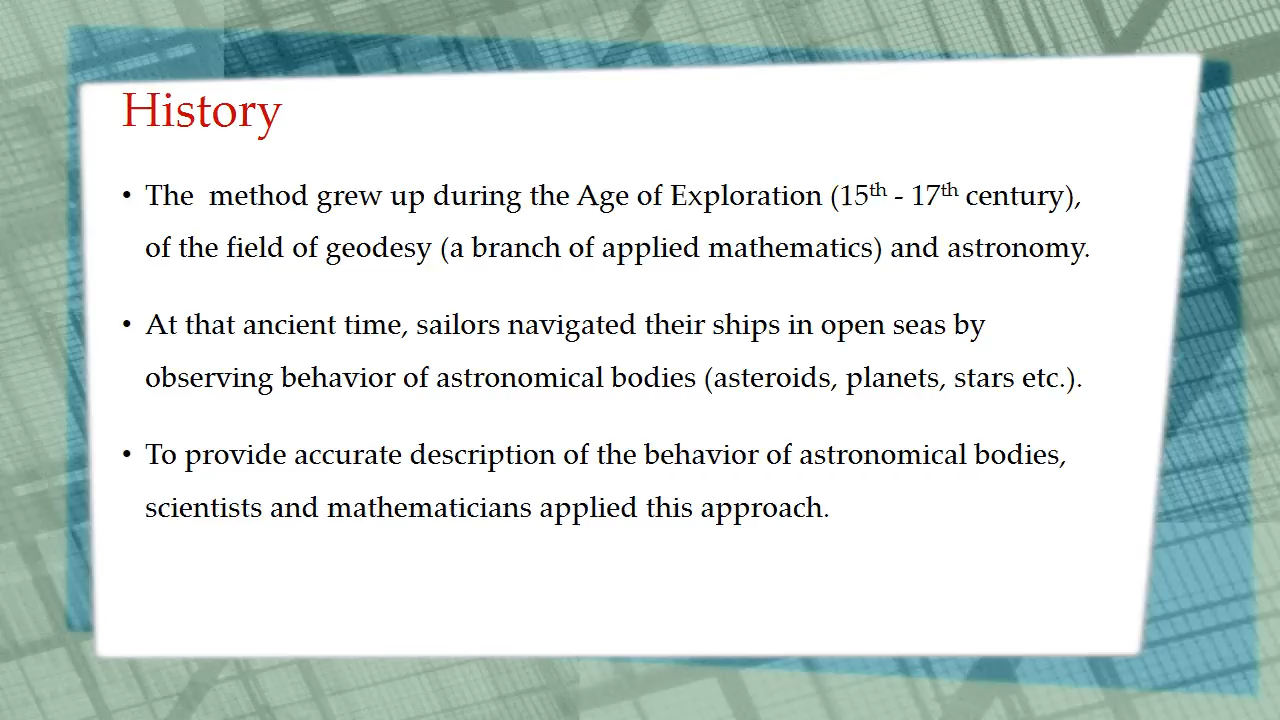 History
• The  method grew up during the Age of Exploration (15th - 17th century),
of the field of geodesy (a branch of applied mathematics) and astronomy.
• At that ancient time, sailors navigated their ships in open seas by
observing behavior of astronomical bodies (asteroids, planets, stars etc.).
• To provide accurate description of the behavior of astronomical bodies,
scientists and mathematicians applied this approach.